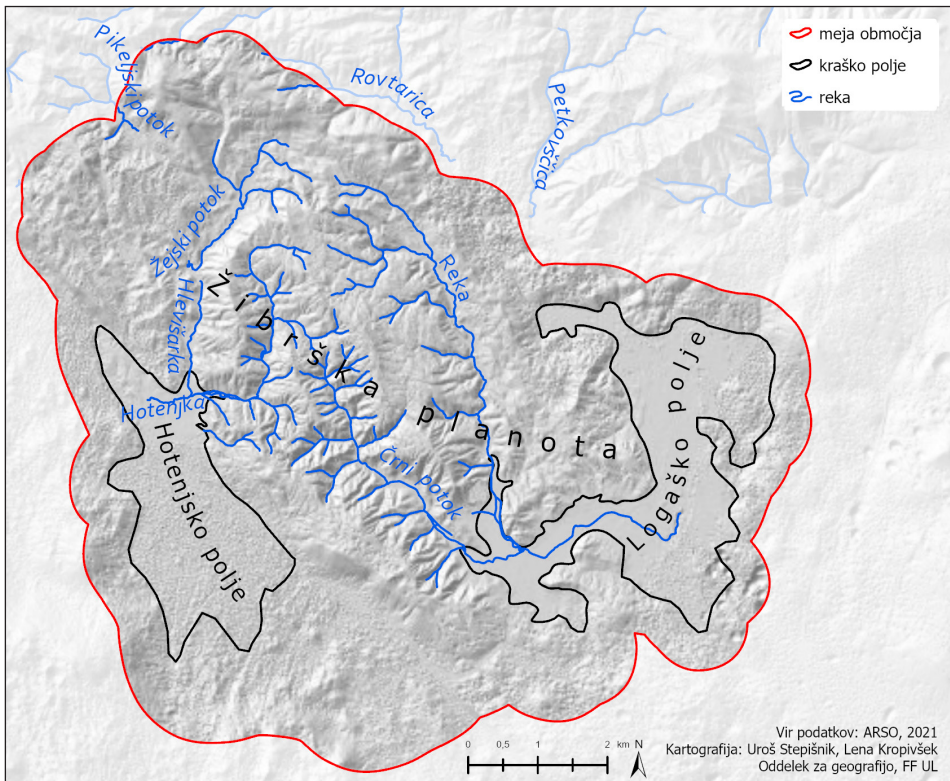 meja območja
kraško polje
reka
Pikeljski potok
Rovtarica
Petkovščica
Žejski potok
Hlevišarka
Reka
Žibrška planota
Hotenjka
Hotenjsko polje
Črni potok
Logaško polje
0 0,5 1 2 km N
Vir podatkov: ARSO, 2021
Kartografija: Uroš Stepišnik, Lena Kropivšek
Oddelek za geografijo, FF UL